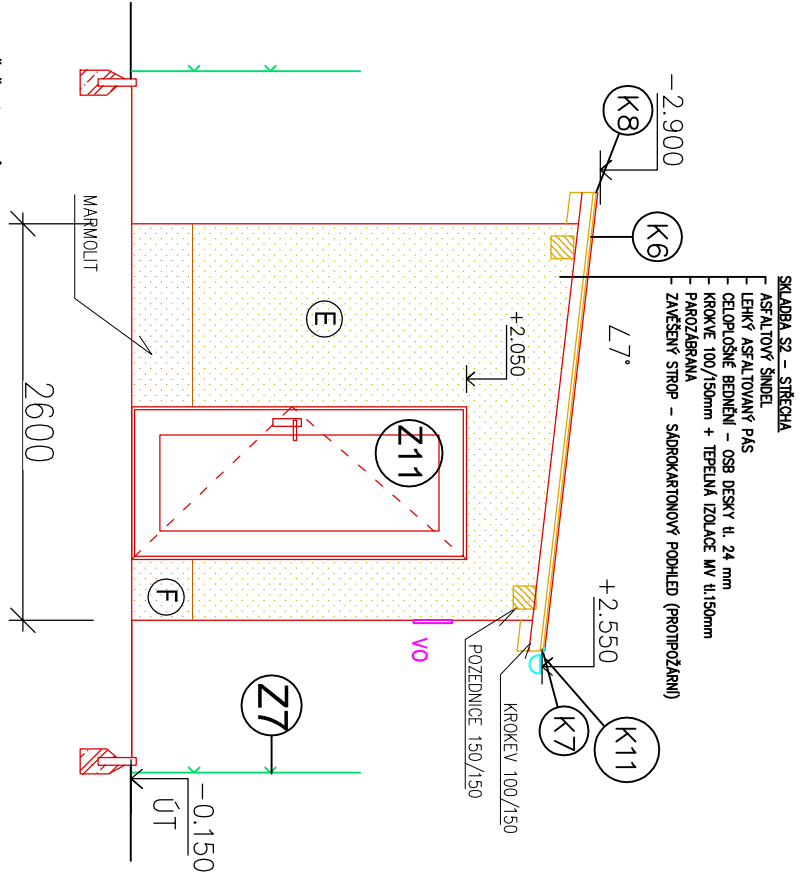 SKLADBA S2 - STŘECHA
- ASFALTOVÝ ŠINDEL
- LEHKÝ ASFALTOVANÝ PÁS
- CELOPLOŠNÉ BEDNĚNÍ - OSB DESKY tl. 24 mm
- KROKVE 100/150mm + TEPELNÁ IZOLACE MV tl.150mm
- PAROZÁBRANA
- ZAVĚŠENÝ STROP - SÁDROKARTONOVÝ PODHLED (PROTIPOŽÁRNÍ)
-2.900
K8
K6
∠7°
+2.550
K7
K11
+2.050
KROKEV 100/150
POZEDNICE 150/150
E
Z11
VO
MARMOLIT
F
Z7
-0.150
ÚT
2600